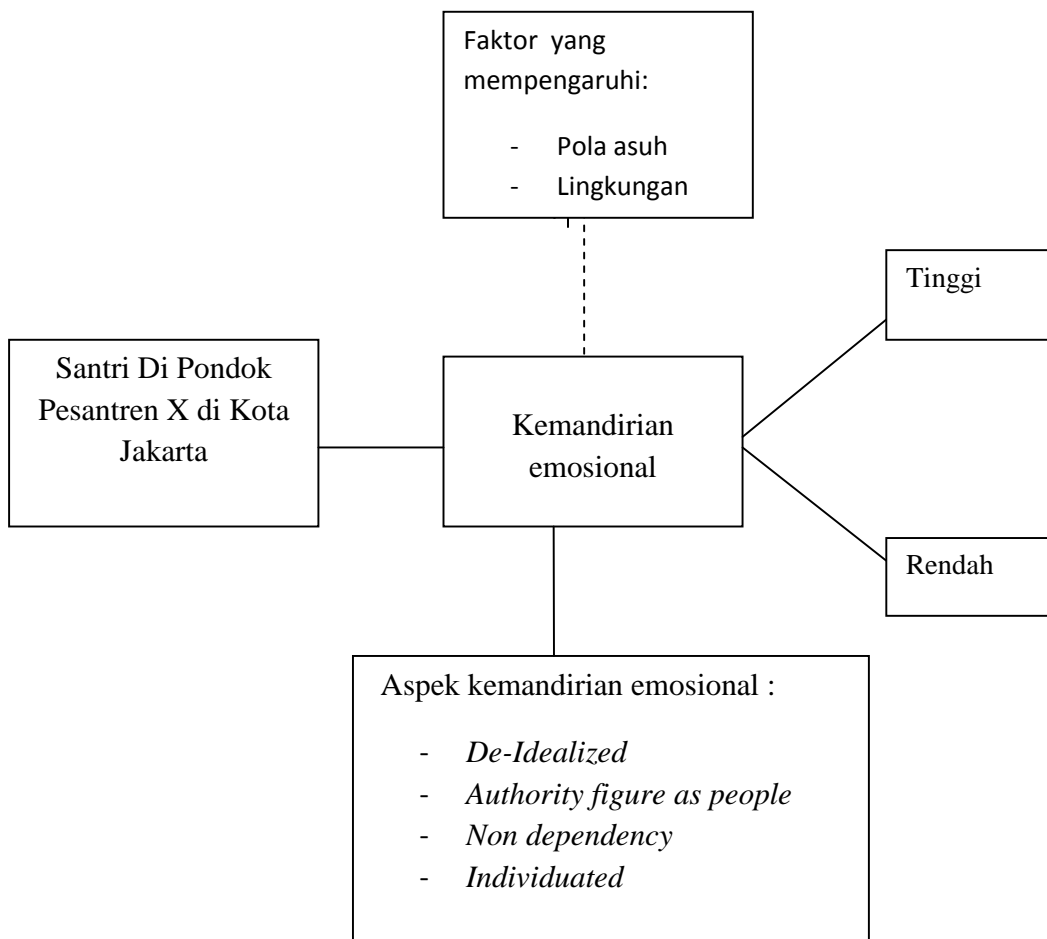 Faktor yang
mempengaruhi:
- Pola asuh
- Lingkungan
Tinggi
Santri Di Pondok
Pesantren X di Kota
Jakarta
Kemandirian
emosional
Rendah
Aspek kemandirian emosional :
- De-Idealized
- Authority figure as people
- Non dependency
- Individuated